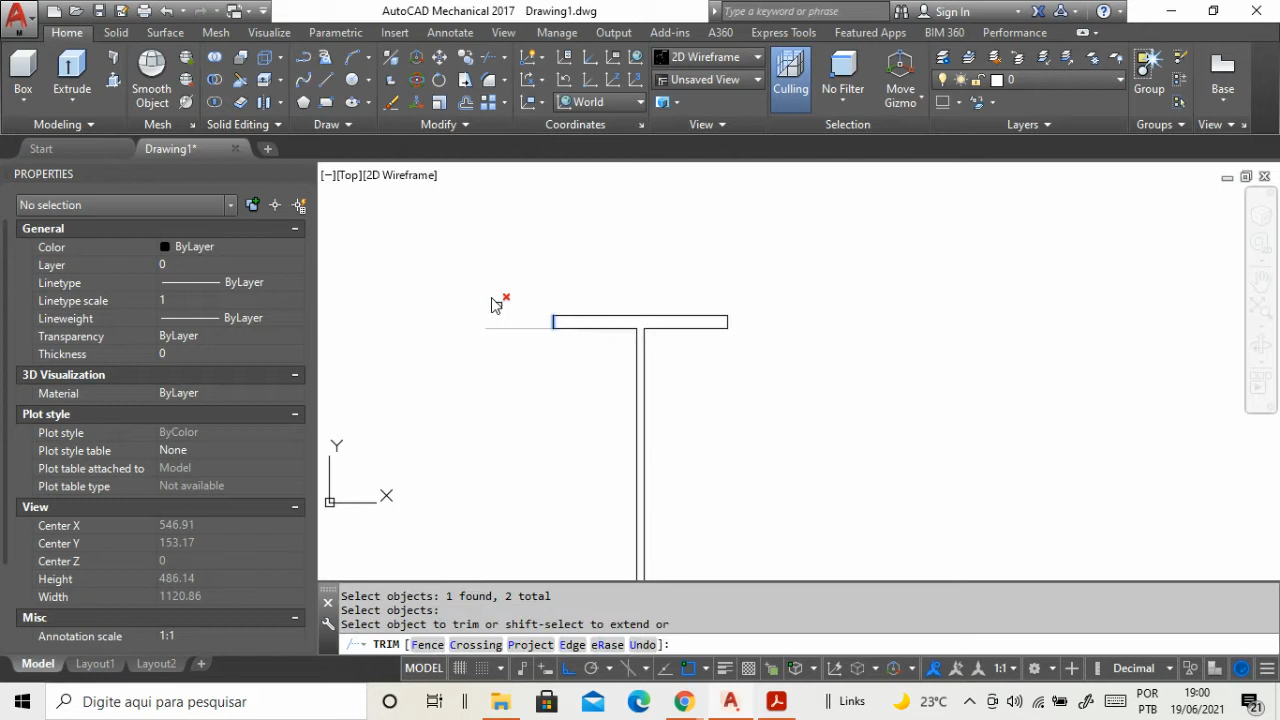 AutoCAD Mechanical 2017 Drawing1.dwg
Type a keyword or phrase
Sign In
Home Solid Surface Mesh Visualize Parametric Insert Annotate View Manage Output Add-ins A360 Express Tools Featured Apps BIM 360 Performance
Box Extrude Smooth Object
2D Wireframe
Unsaved View
World
Culling No Filter Move Gizmo
0
Group Base
Modeling Mesh Solid Editing Draw Modify Coordinates View Selection Layers Groups View
Start Drawing1*
PROPERTIES
[−][Top][2D Wireframe]
No selection
General
Color ByLayer
Layer 0
Linetype ByLayer
Linetype scale 1
Lineweight ByLayer
Transparency ByLayer
Thickness 0
3D Visualization
Material ByLayer
Plot style
Plot style ByColor
Plot style table None
Plot table attached to Model
Plot table type Not available
View
Center X 546.91
Center Y 153.17
Center Z 0
Height 486.14
Width 1120.86
Misc
Annotation scale 1:1
Y
X
Select objects: 1 found, 2 total
Select objects:
Select object to trim or shift-select to extend or
TRIM [Fence Crossing Project Edge eRase Undo]:
Model Layout1 Layout2
MODEL 1:1 Decimal
Digite aqui para pesquisar
Links 23°C POR 19:00
PTB 19/06/2021 21